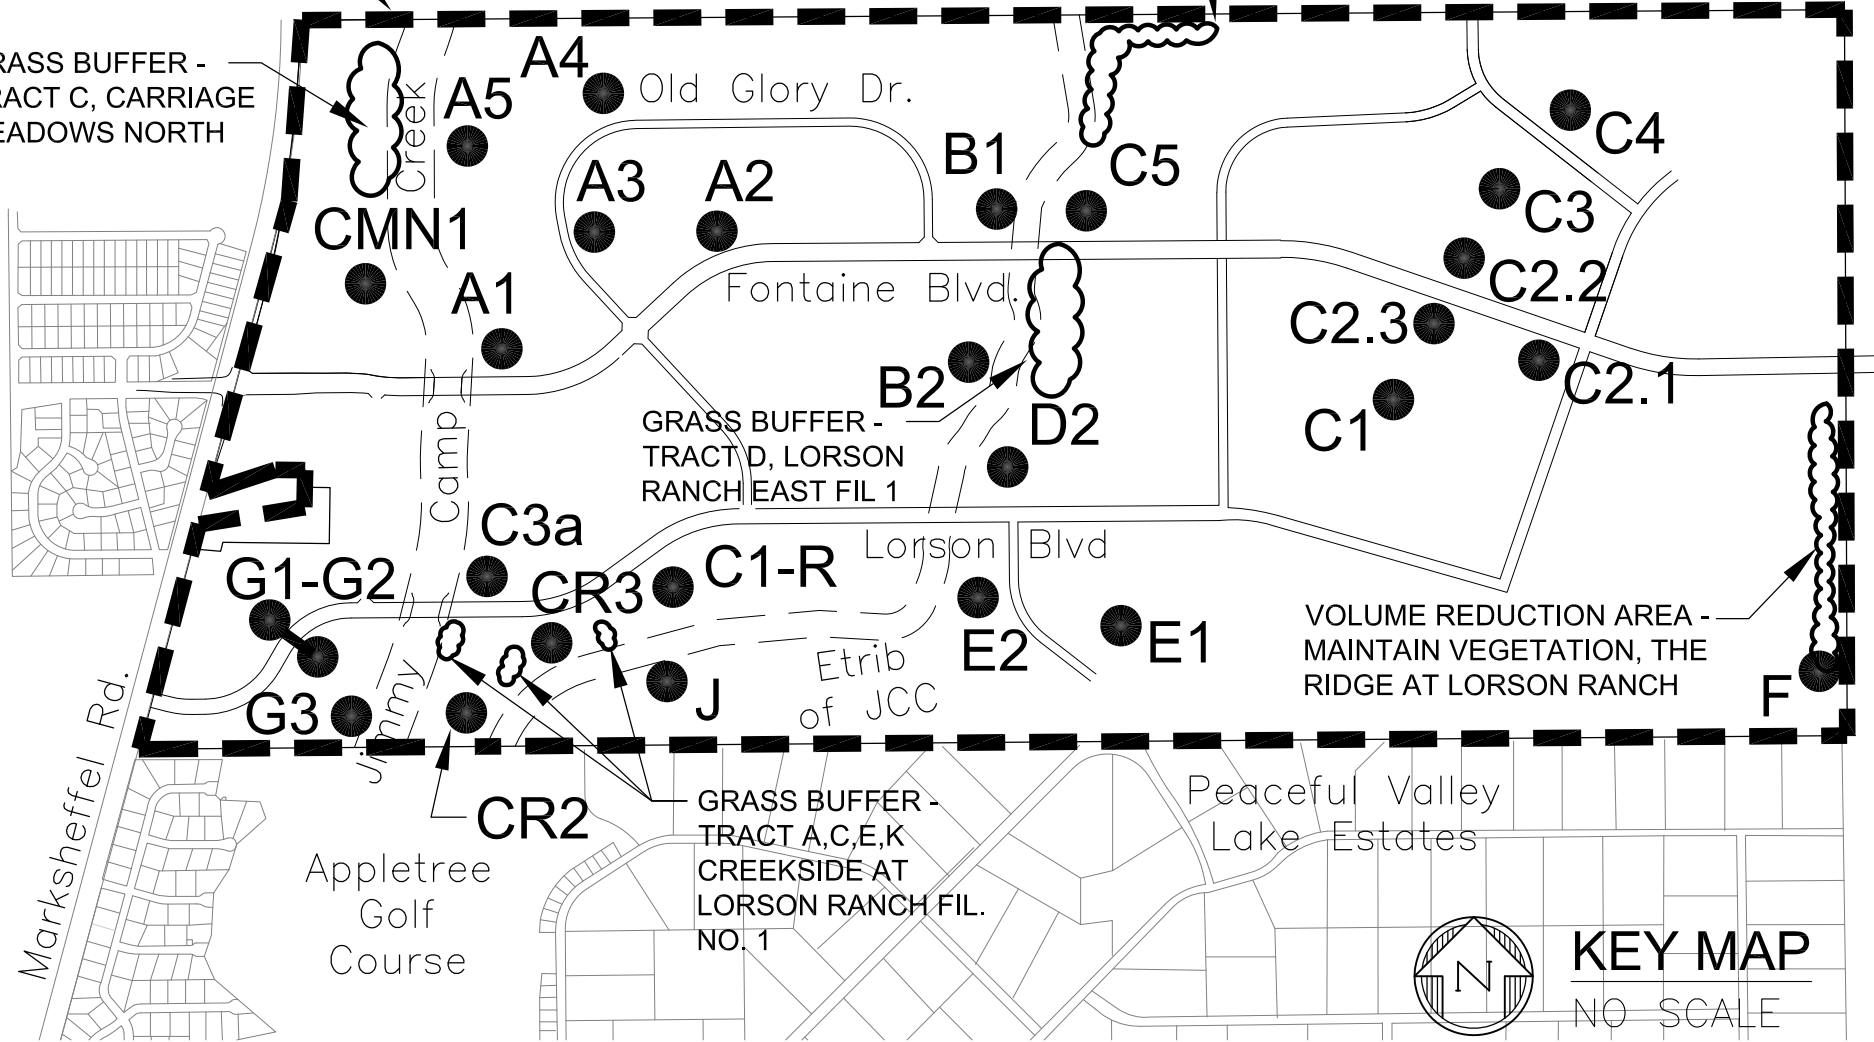 RASS BUFFER -
RACT C, CARRIAGE
EADOWS NORTH
A4
Old Glory Dr.
A5
Creek
A3
A2
B1
C5
C4
C3
CMN1
A1
Fontaine Blvd.
C2.2
C2.3
C2.1
C1
B2
GRASS BUFFER -
TRACT D, LORSON
RANCH EAST FIL 1
D2
Camp
C3a
Lorson Blvd
G1-G2
CR3
C1-R
E2
E1
VOLUME REDUCTION AREA -
MAINTAIN VEGETATION, THE
RIDGE AT LORSON RANCH
F
Etrib
of JCC
J
G3
Jimmy
Marksheffel Rd.
CR2
GRASS BUFFER -
TRACT A,C,E,K
CREEKSIDE AT
LORSON RANCH FIL.
NO. 1
Peaceful Valley
Lake Estates
Appletree
Golf
Course
N
KEY MAP
NO SCALE